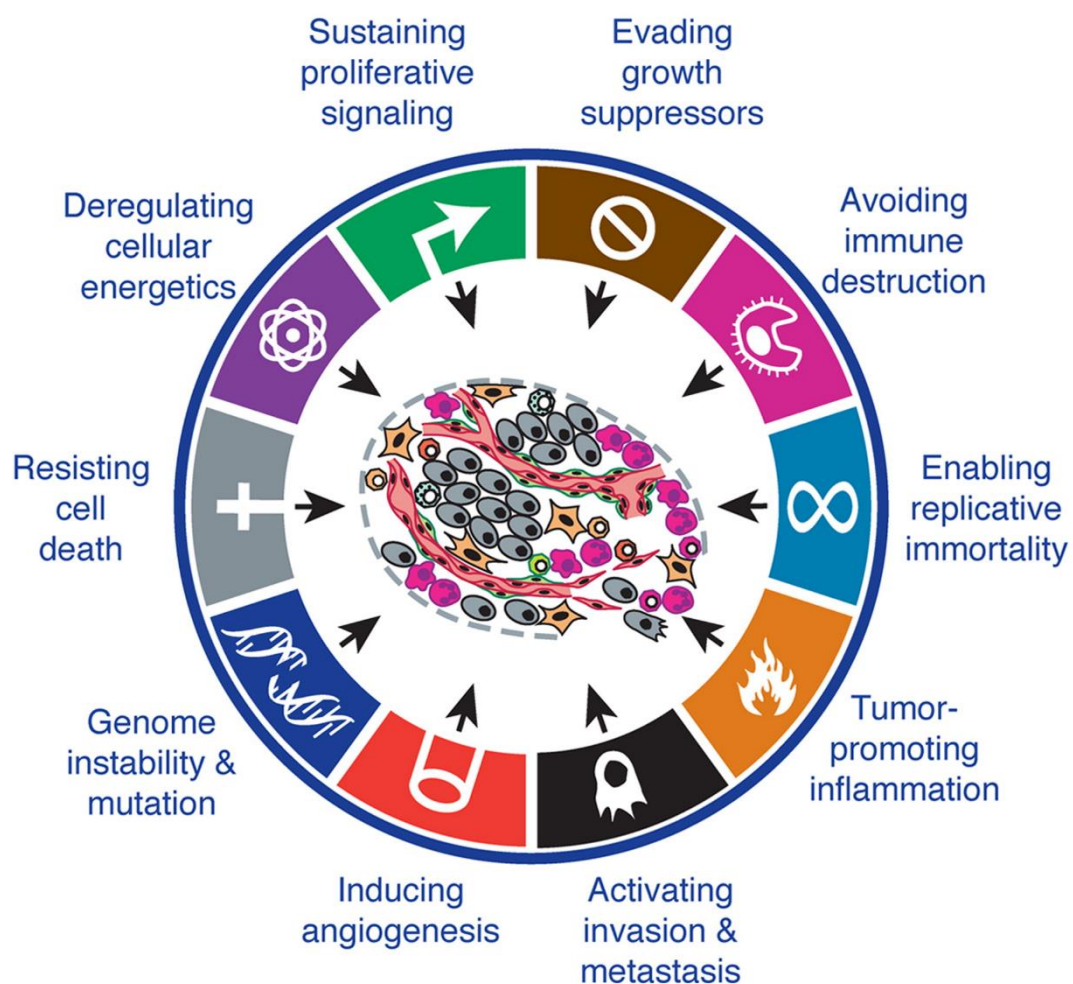 Sustaining
proliferative
signaling
Evading
growth
suppressors
Avoiding
immune
destruction
Enabling
replicative
immortality
Tumor-
promoting
inflammation
Activating
invasion &
metastasis
Inducing
angiogenesis
Genome
instability &
mutation
Resisting
cell
death
Deregulating
cellular
energetics